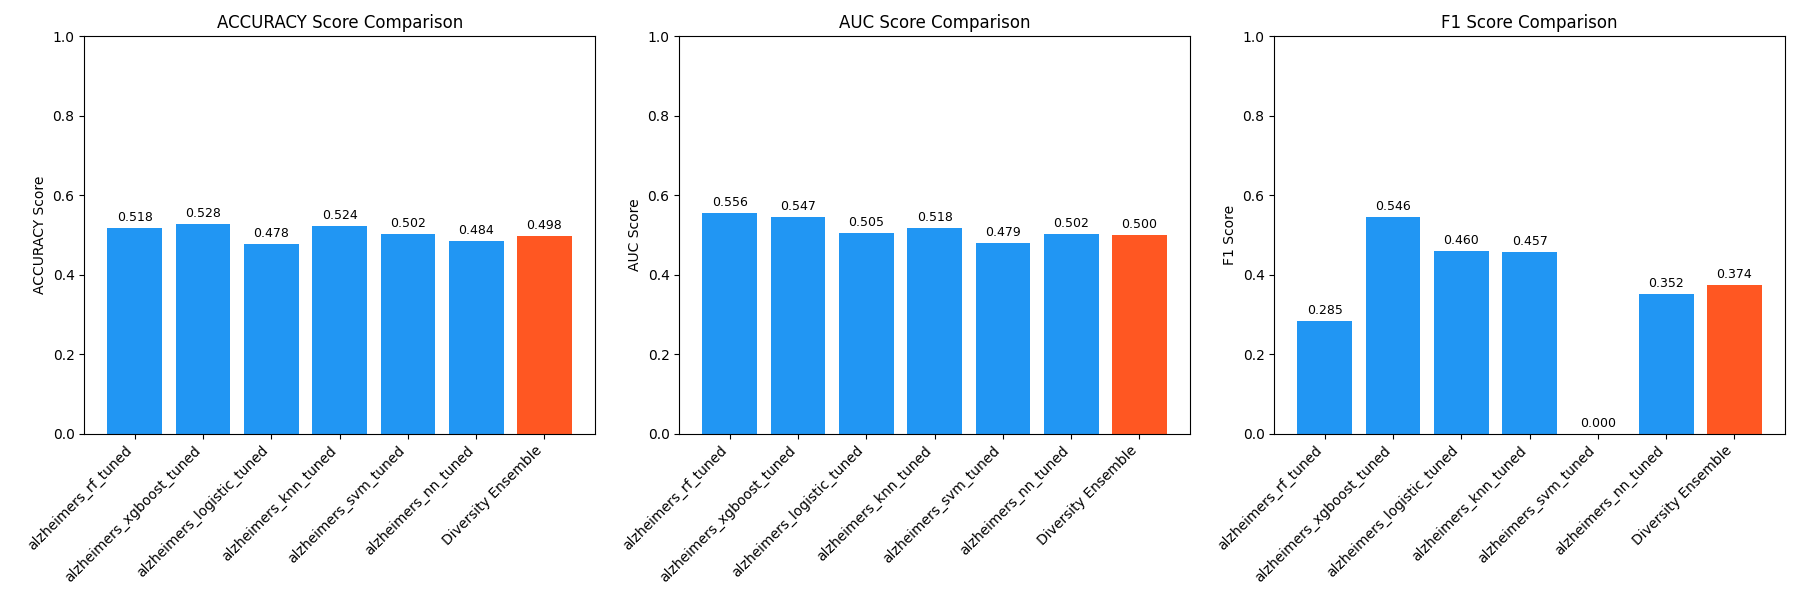 ACCURACY Score Comparison
1.0
0.8
0.6
0.4
0.2
0.0
ACCURACY Score
0.518
0.528
0.478
0.524
0.502
0.484
0.498
alzheimers_rf_tuned
alzheimers_xgboost_tuned
alzheimers_logistic_tuned
alzheimers_knn_tuned
alzheimers_svm_tuned
alzheimers_nn_tuned
Diversity Ensemble
AUC Score Comparison
1.0
0.8
0.6
0.4
0.2
0.0
AUC Score
0.556
0.547
0.505
0.518
0.479
0.502
0.500
alzheimers_rf_tuned
alzheimers_xgboost_tuned
alzheimers_logistic_tuned
alzheimers_knn_tuned
alzheimers_svm_tuned
alzheimers_nn_tuned
Diversity Ensemble
F1 Score Comparison
1.0
0.8
0.6
0.4
0.2
0.0
F1 Score
0.285
0.546
0.460
0.457
0.000
0.352
0.374
alzheimers_rf_tuned
alzheimers_xgboost_tuned
alzheimers_logistic_tuned
alzheimers_knn_tuned
alzheimers_svm_tuned
alzheimers_nn_tuned
Diversity Ensemble